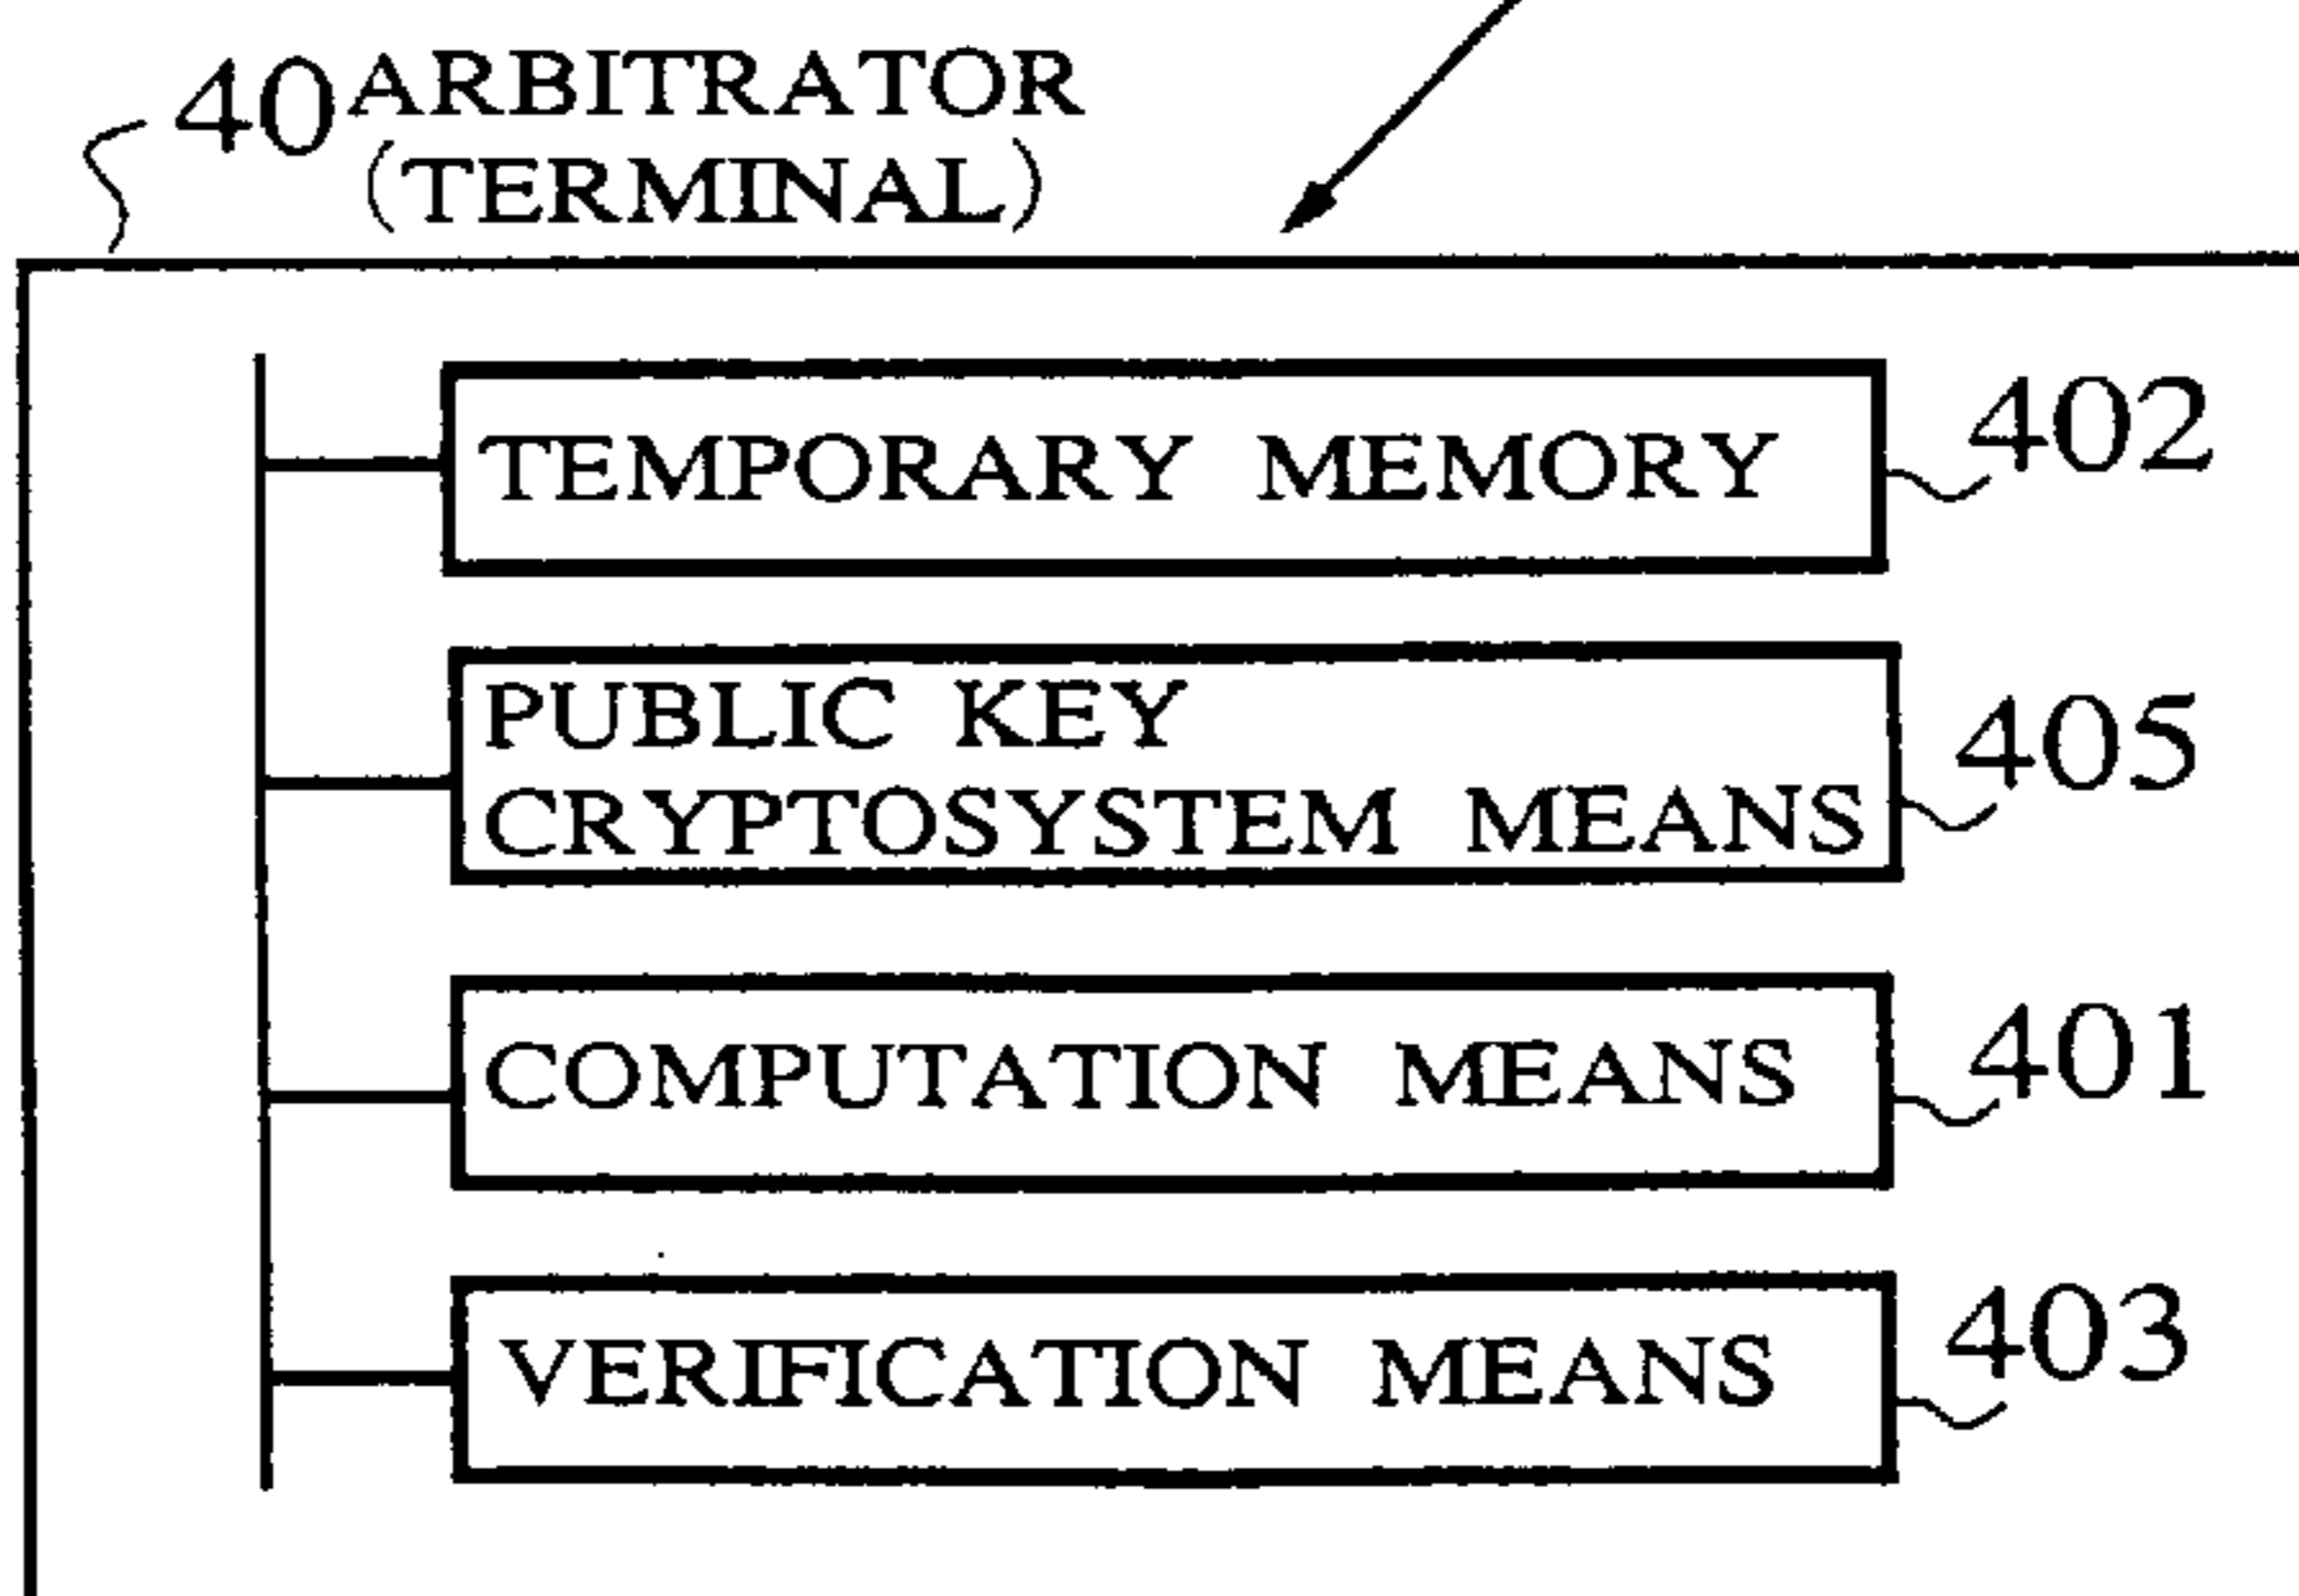 40 ARBITRATOR
(TERMINAL)
TEMPORARY MEMORY 402
PUBLIC KEY
CRYPTOSYSTEM MEANS 405
COMPUTATION MEANS 401
VERIFICATION MEANS 403